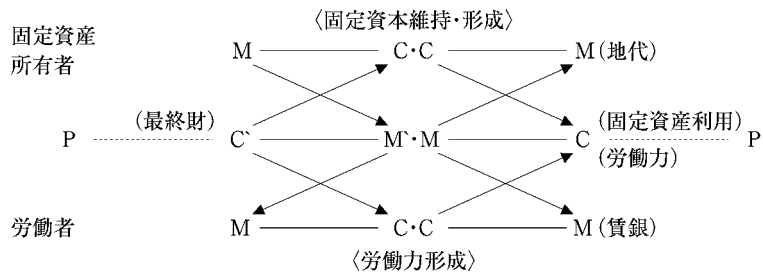 〈固定資本維持・形成〉
固定資産
所有者
M C・C M(地代)
P (最終財) C` M`・M C (固定資産利用) P
(労働力)
労働者 M C・C M(賃銀)
〈労働力形成〉